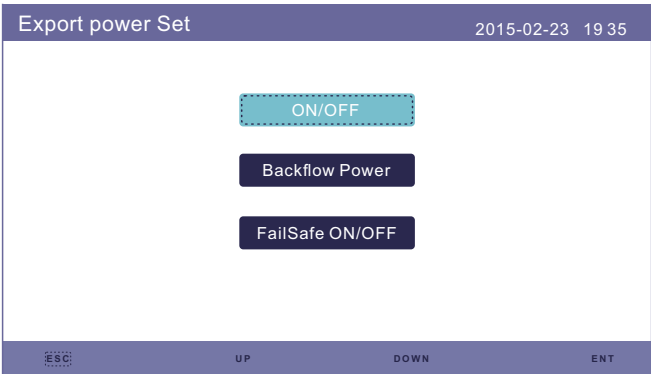 Export power Set 2015-02-23 19 35
ON/OFF
Backflow Power
FailSafe ON/OFF
ESC UP DOWN ENT